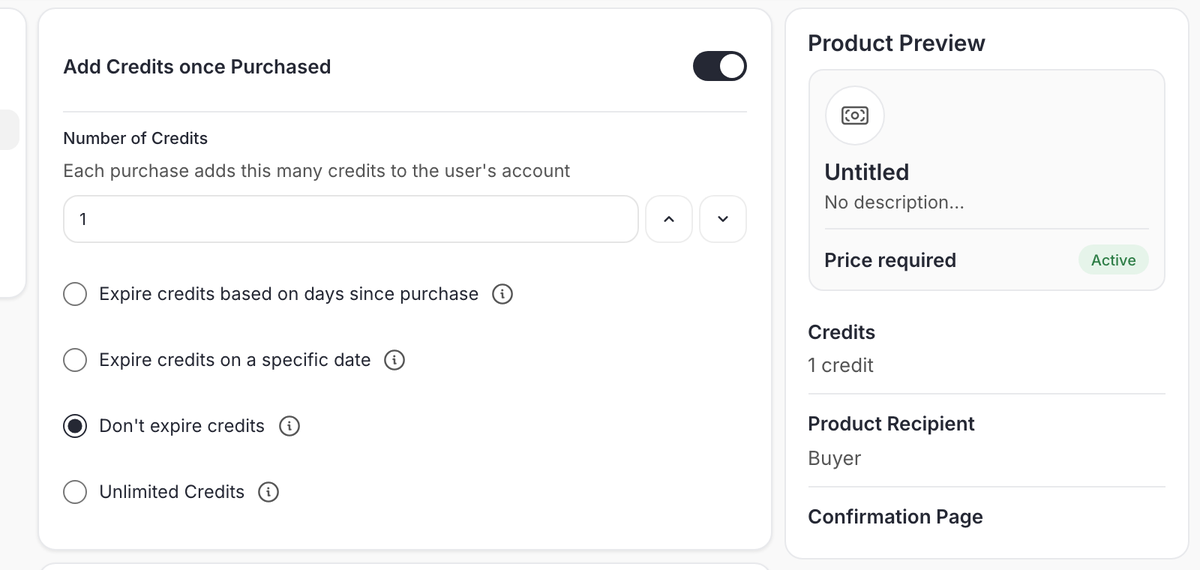 Add Credits once Purchased
Number of Credits
Each purchase adds this many credits to the user's account
1
Expire credits based on days since purchase
Expire credits on a specific date
Don't expire credits
Unlimited Credits
Product Preview
Untitled
No description...
Price required
Active
Credits
1 credit
Product Recipient
Buyer
Confirmation Page